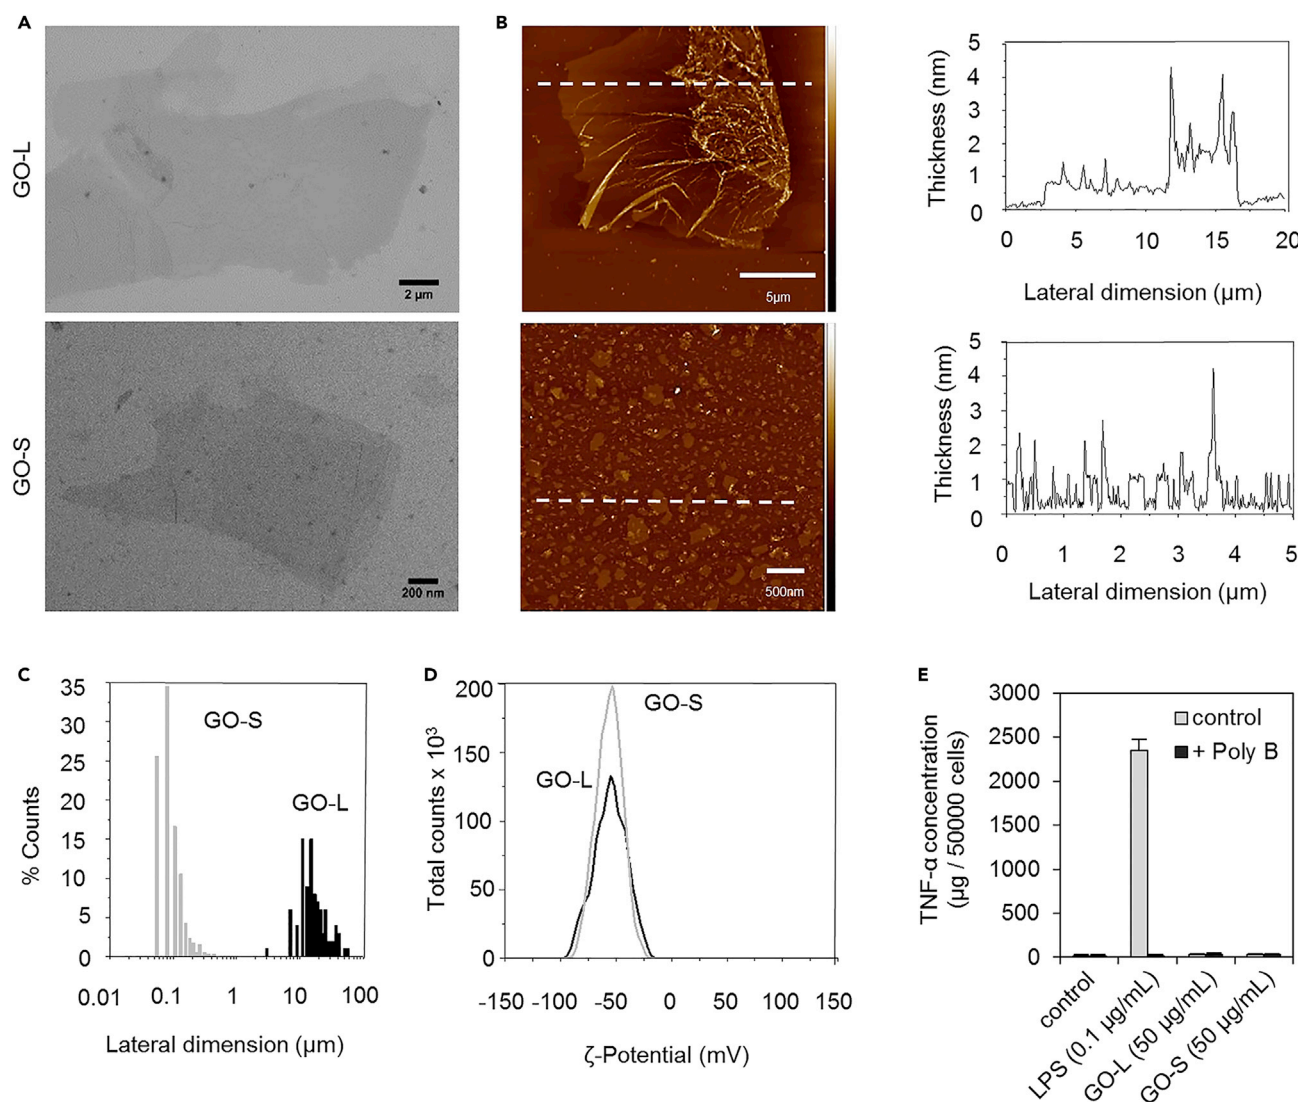 A
B
GO-L
2 µm
5µm
Thickness (nm)
5
4
3
2
1
0
0 5 10 15 20
Lateral dimension (µm)
GO-S
200 nm
500nm
Thickness (nm)
5
4
3
2
1
0
0 1 2 3 4 5
Lateral dimension (µm)
C
% Counts
35
30
25
20
15
10
5
0
GO-S
GO-L
0.01 0.1 1 10 100
Lateral dimension (µm)
D
Total counts x 10³
200
150
100
50
0
GO-S
GO-L
-150 -100 -50 0 50 100 150
ζ-Potential (mV)
E
TNF-α concentration
(µg / 50000 cells)
3000
2500
2000
1500
1000
500
0
control
+ Poly B
control
LPS (0.1 µg/mL)
GO-L (50 µg/mL)
GO-S (50 µg/mL)